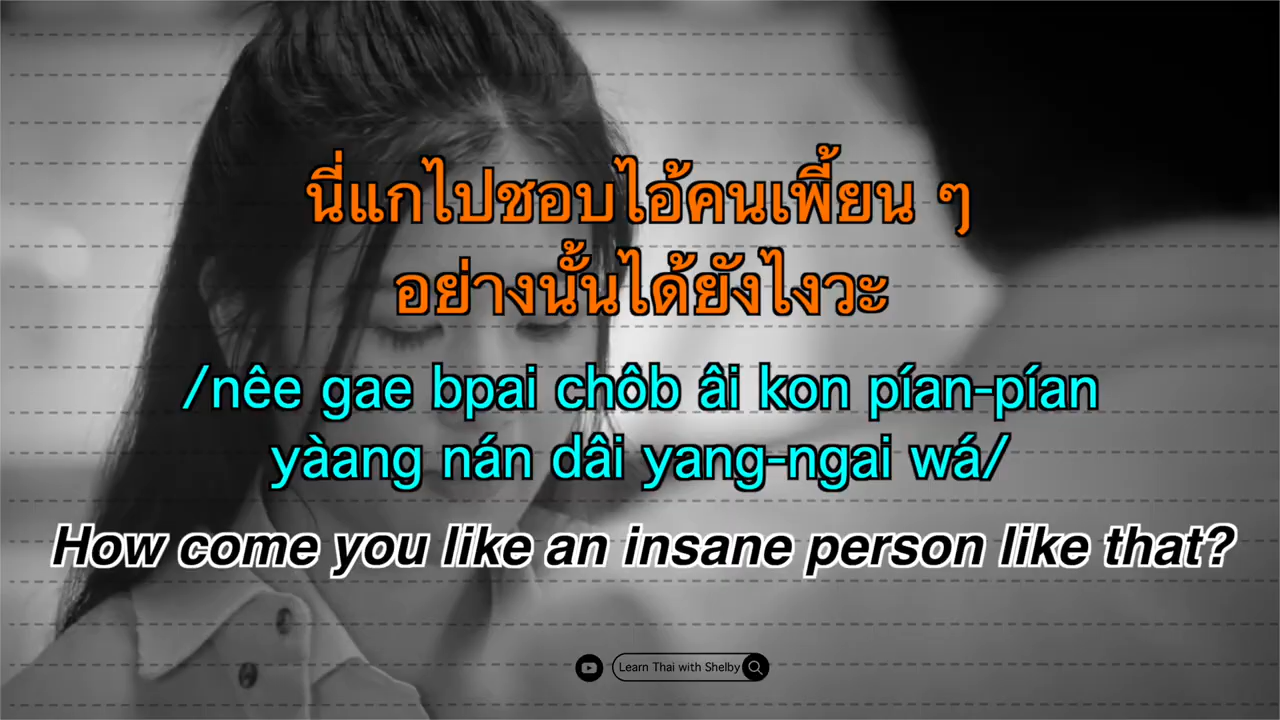 นี่แกไปชอบไอ้คนเพี้ยน ๆ
อย่างนั้นได้ยังไงวะ
/nêe gae bpai chôb âi kon pían-pían
yàang nán dâi yang-ngai wá/
How come you like an insane person like that?
Learn Thai with Shelby